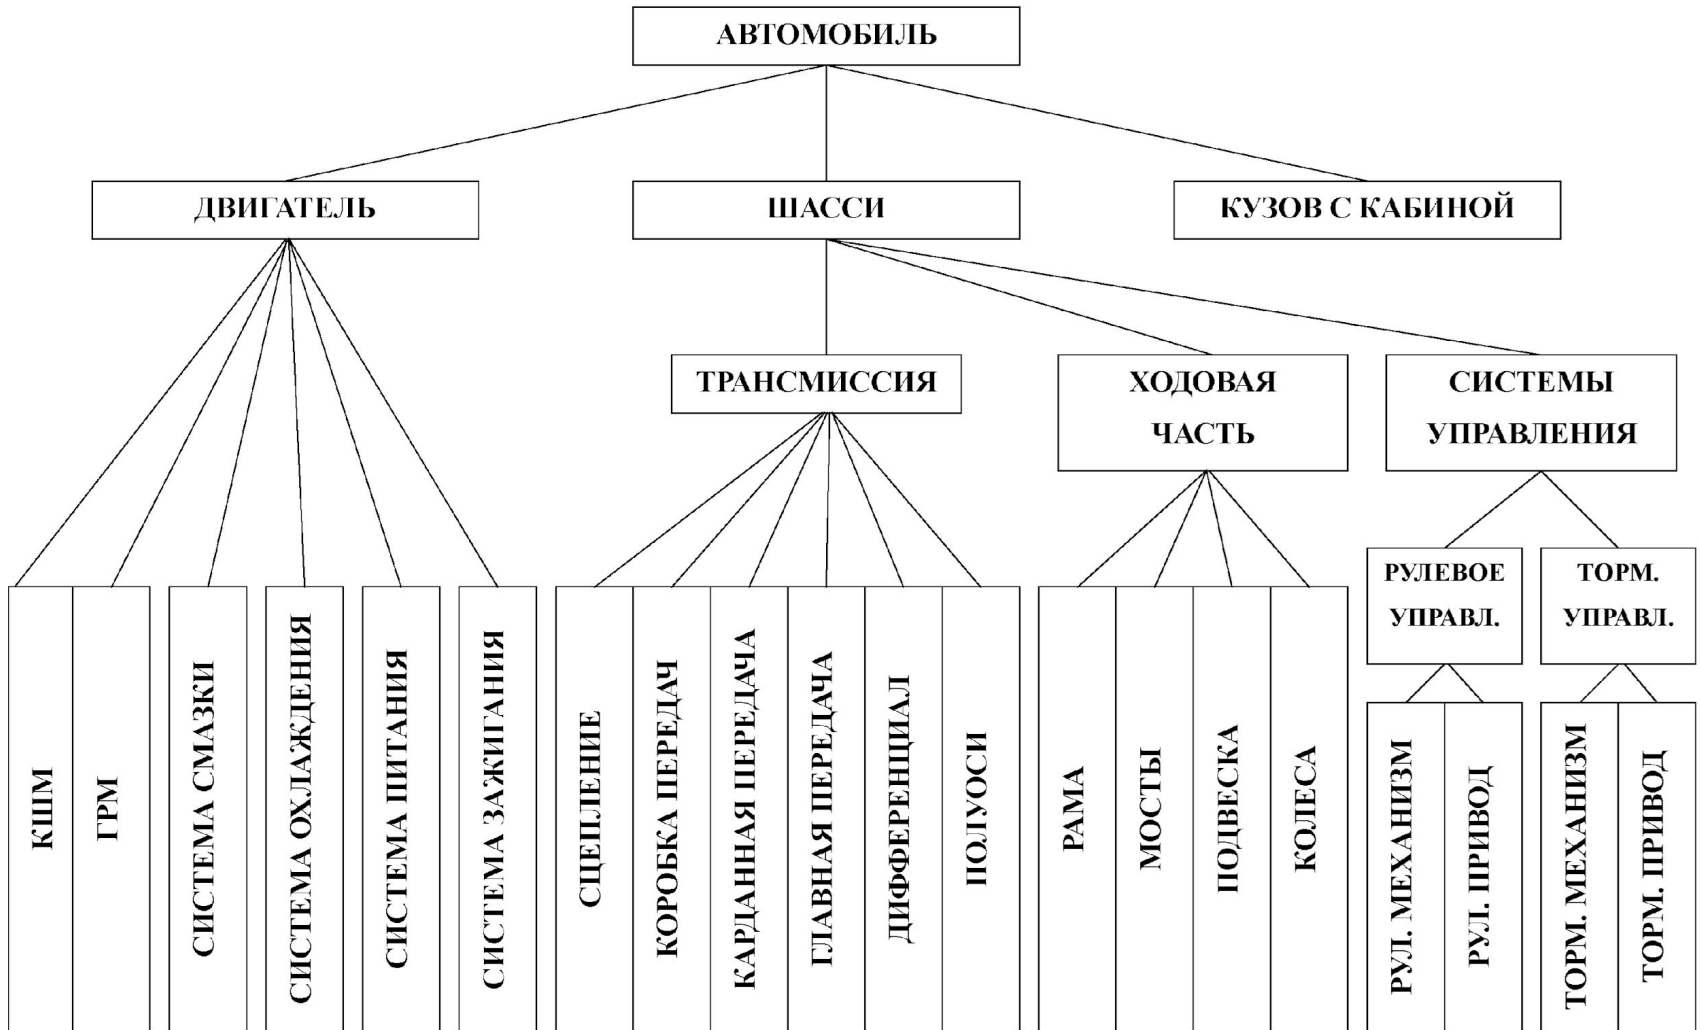 АВТОМОБИЛЬ
ДВИГАТЕЛЬ
ШАССИ
КУЗОВ С КАБИНОЙ
ТРАНСМИССИЯ
ХОДОВАЯ
ЧАСТЬ
СИСТЕМЫ
УПРАВЛЕНИЯ
РУЛЕВОЕ
УПРАВЛ.
ТОРМ.
УПРАВЛ.
КШМ
ГРМ
СИСТЕМА СМАЗКИ
СИСТЕМА ОХЛАЖДЕНИЯ
СИСТЕМА ПИТАНИЯ
СИСТЕМА ЗАЖИГАНИЯ
СЦЕПЛЕНИЕ
КОРОБКА ПЕРЕДАЧ
КАРДАННАЯ ПЕРЕДАЧА
ГЛАВНАЯ ПЕРЕДАЧА
ДИФФЕРЕНЦИАЛ
ПОЛУОСИ
РАМА
МОСТЫ
ПОДВЕСКА
КОЛЕСА
РУЛ. МЕХАНИЗМ
РУЛ. ПРИВОД
ТОРМ. МЕХАНИЗМ
ТОРМ. ПРИВОД